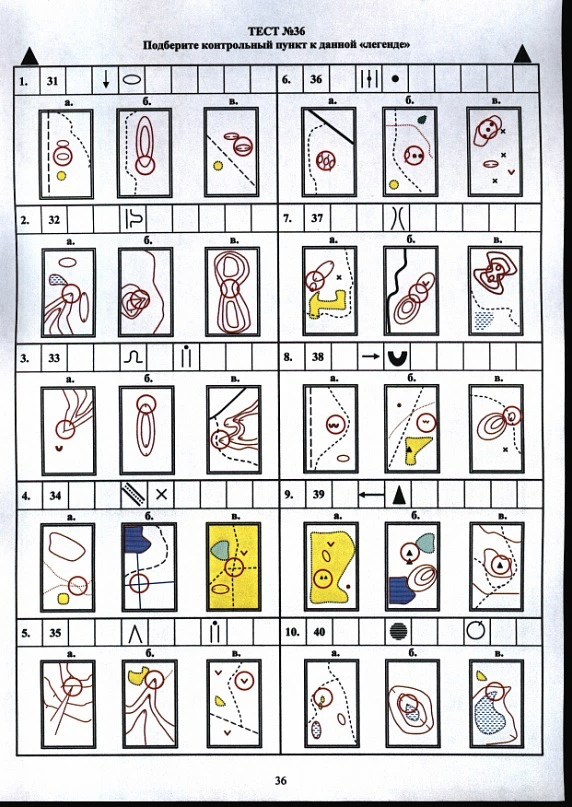 ТЕСТ №36
Подберите контрольный пункт к данной «легенде»
1. 31
а. б. в.
6. 36
а. б. в.
2. 32
а. б. в.
7. 37
а. б. в.
3. 33
а. б. в.
8. 38
а. б. в.
4. 34
а. б. в.
9. 39
а. б. в.
5. 35
а. б. в.
10. 40
а. б. в.
36